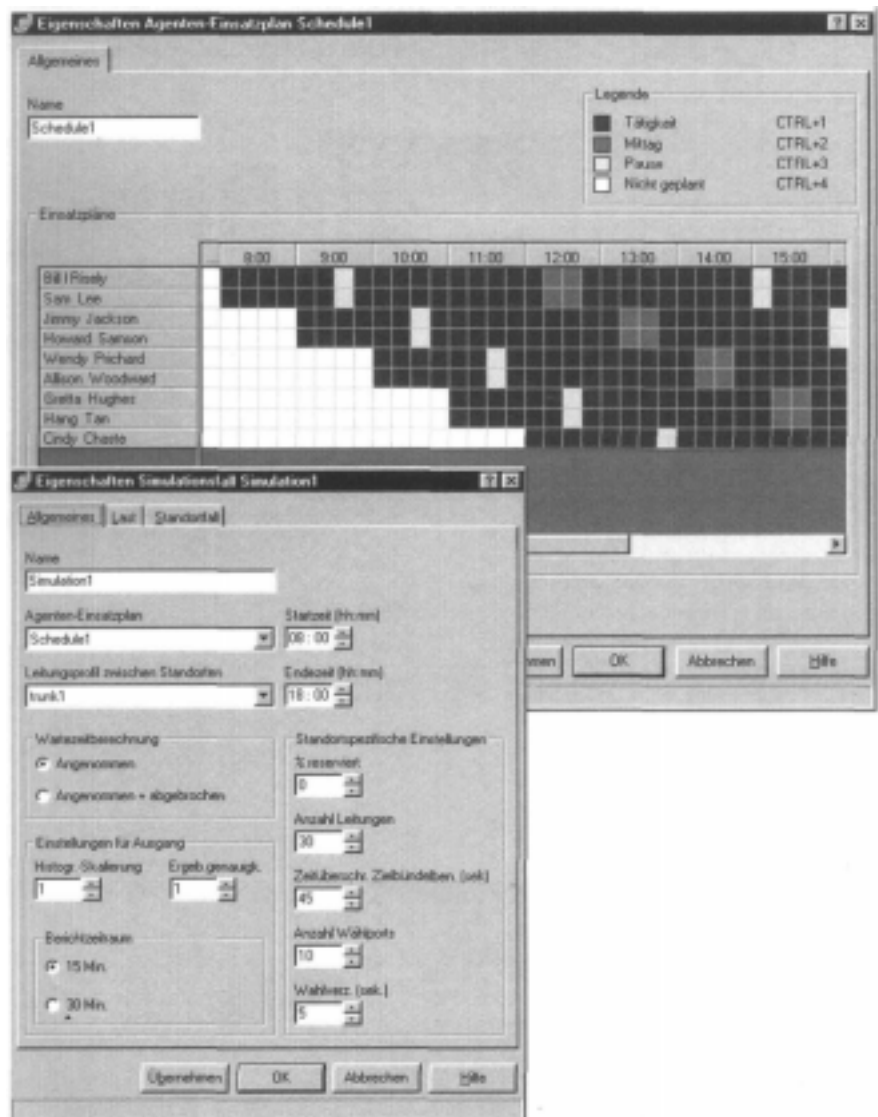 Eigenschaften Agenten-Einsatzplan Schedule1
Allgemeines
Name
Schedule1
Legende
Tätigkeit CTRL+1
Mittag CTRL+2
Pause CTRL+3
Nicht geplant CTRL+4
Einsatzpläne
8:00 9:00 10:00 11:00 12:00 13:00 14:00 15:00
Bill I Risely
Sam Lee
Jimmy Jackson
Howard Samson
Wendy Prichard
Allison Woodward
Gretta Hughes
Hang Tan
Cindy Chaste
OK Abbrechen Hilfe
Eigenschaften Simulationsfall Simulation1
Allgemeines Last Standortfall
Name
Simulation1
Agenten-Einsatzplan Startzeit (hh:mm)
Schedule1 08:00
Leitungsprofil zwischen Standorten Endezeit (hh:mm)
trunk1 18:00
Wartezeitberechnung
Angenommen
Angenommen + abgebrochen
Einstellungen für Ausgang
Histogr.-Skalierung Ergeb.genauigk.
1 1
Berichtzeitraum
15 Min.
30 Min.
Standortspezifische Einstellungen
% reserviert
0
Anzahl Leitungen
30
Zeitüberschr. Zielbündelben. (sek)
45
Anzahl Wählports
10
Wahlverz. (sek.)
5
Übernehmen OK Abbrechen Hilfe